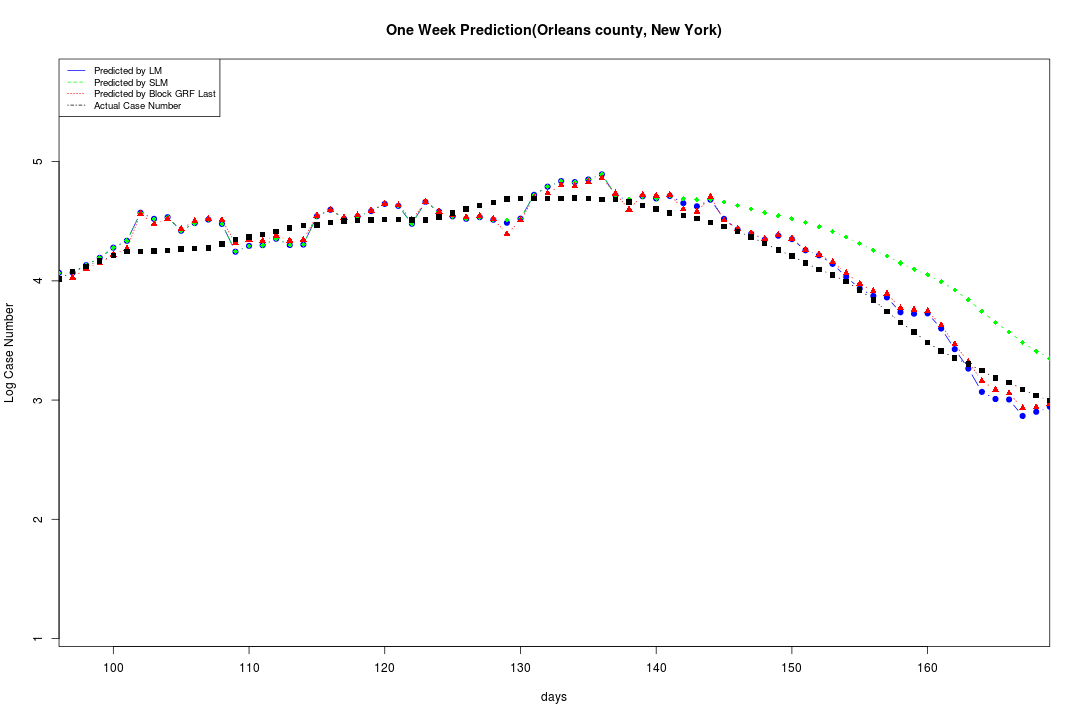 One Week Prediction(Orleans county, New York)
Predicted by LM
Predicted by SLM
Predicted by Block GRF Last
Actual Case Number
5
4
3
2
1
Log Case Number
100 110 120 130 140 150 160
days